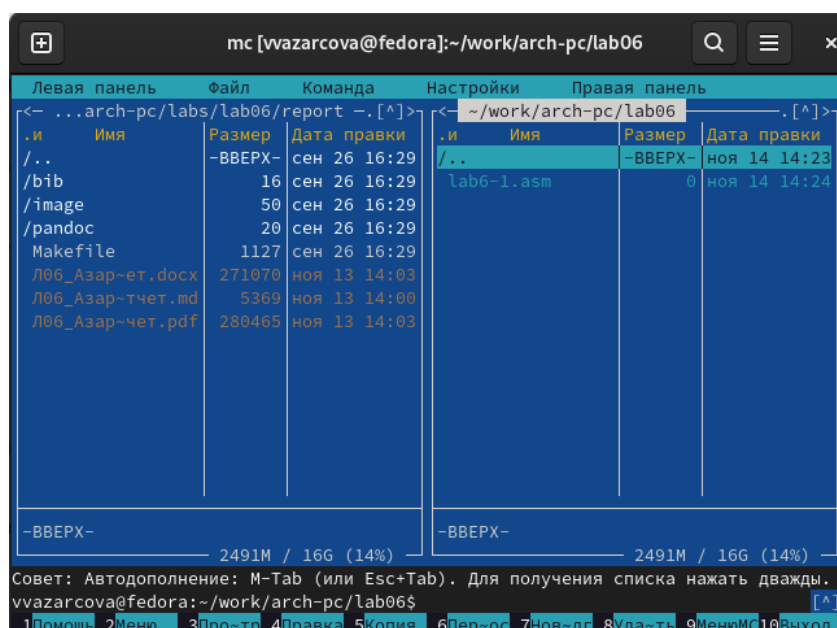 mc [vvazarcova@fedora]:~/work/arch-pc/lab06
Левая панель Файл Команда Настройки Правая панель
<— ...arch-pc/labs/lab06/report —.[^]> <— ~/work/arch-pc/lab06 —.[^]>
.и Имя Размер Дата правки .и Имя Размер Дата правки
/.. -ВВЕРХ- сен 26 16:29 /.. -ВВЕРХ- ноя 14 14:23
/bib 16 сен 26 16:29 lab6-1.asm 0 ноя 14 14:24
/image 50 сен 26 16:29
/pandoc 20 сен 26 16:29
Makefile 1127 сен 26 16:29
Л06_Азар~ет.docx 271070 ноя 13 14:03
Л06_Азар~тчет.md 5369 ноя 13 14:00
Л06_Азар~чет.pdf 280465 ноя 13 14:03
-ВВЕРХ- -ВВЕРХ-
2491M / 16G (14%) 2491M / 16G (14%)
Совет: Автодополнение: M-Tab (или Esc+Tab). Для получения списка нажать дважды.
vvazarcova@fedora:~/work/arch-pc/lab06$ [^]
1Помощь 2Меню 3Про~тр 4Правка 5Копия 6Пер~ос 7Нов~лг 8Уда~ть 9МенюMC 10Выход